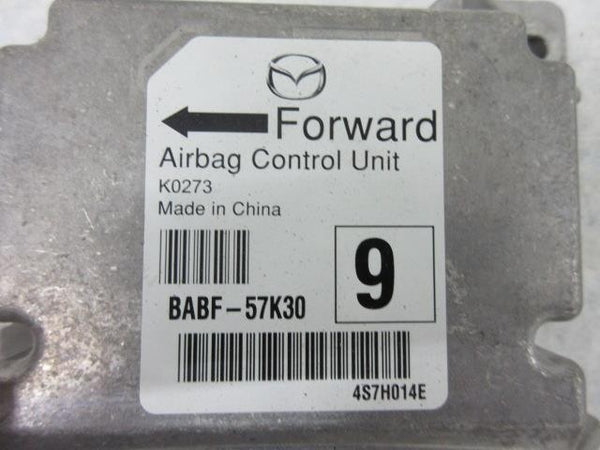 Forward
Airbag Control Unit
K0273
Made in China
9
BABF-57K30
4S7H014E